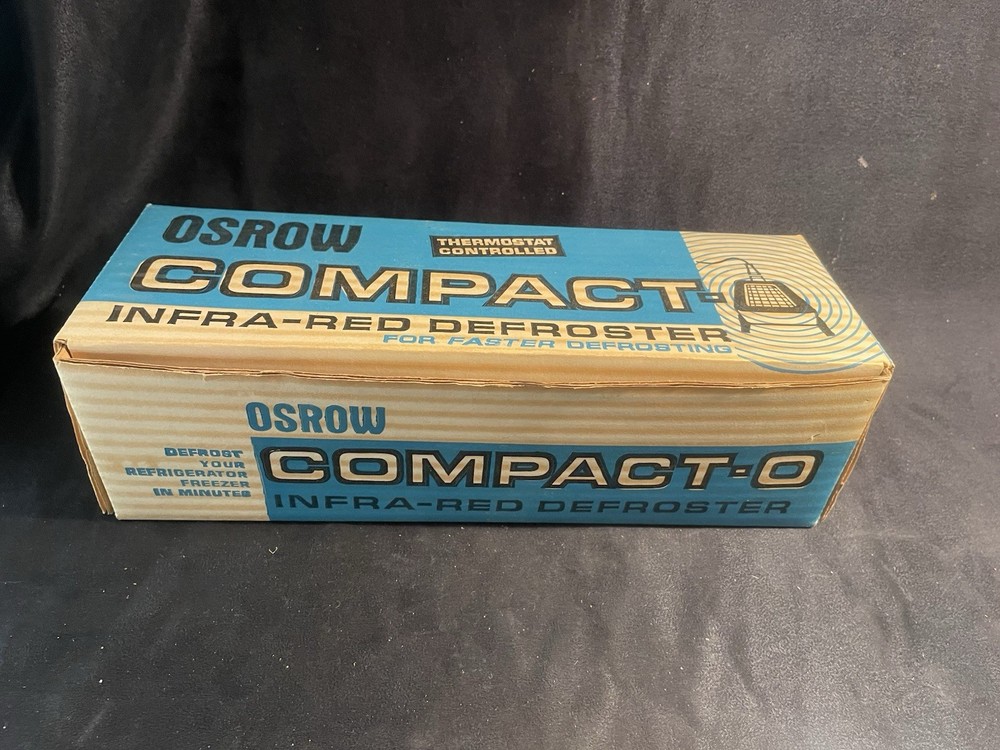 OSROW
THERMOSTAT
CONTROLLED
COMPACT-O
INFRA-RED DEFROSTER
FOR FASTER DEFROSTING
OSROW
DEFROST
YOUR
REFRIGERATOR
FREEZER
IN MINUTES
COMPACT-O
INFRA-RED DEFROSTER